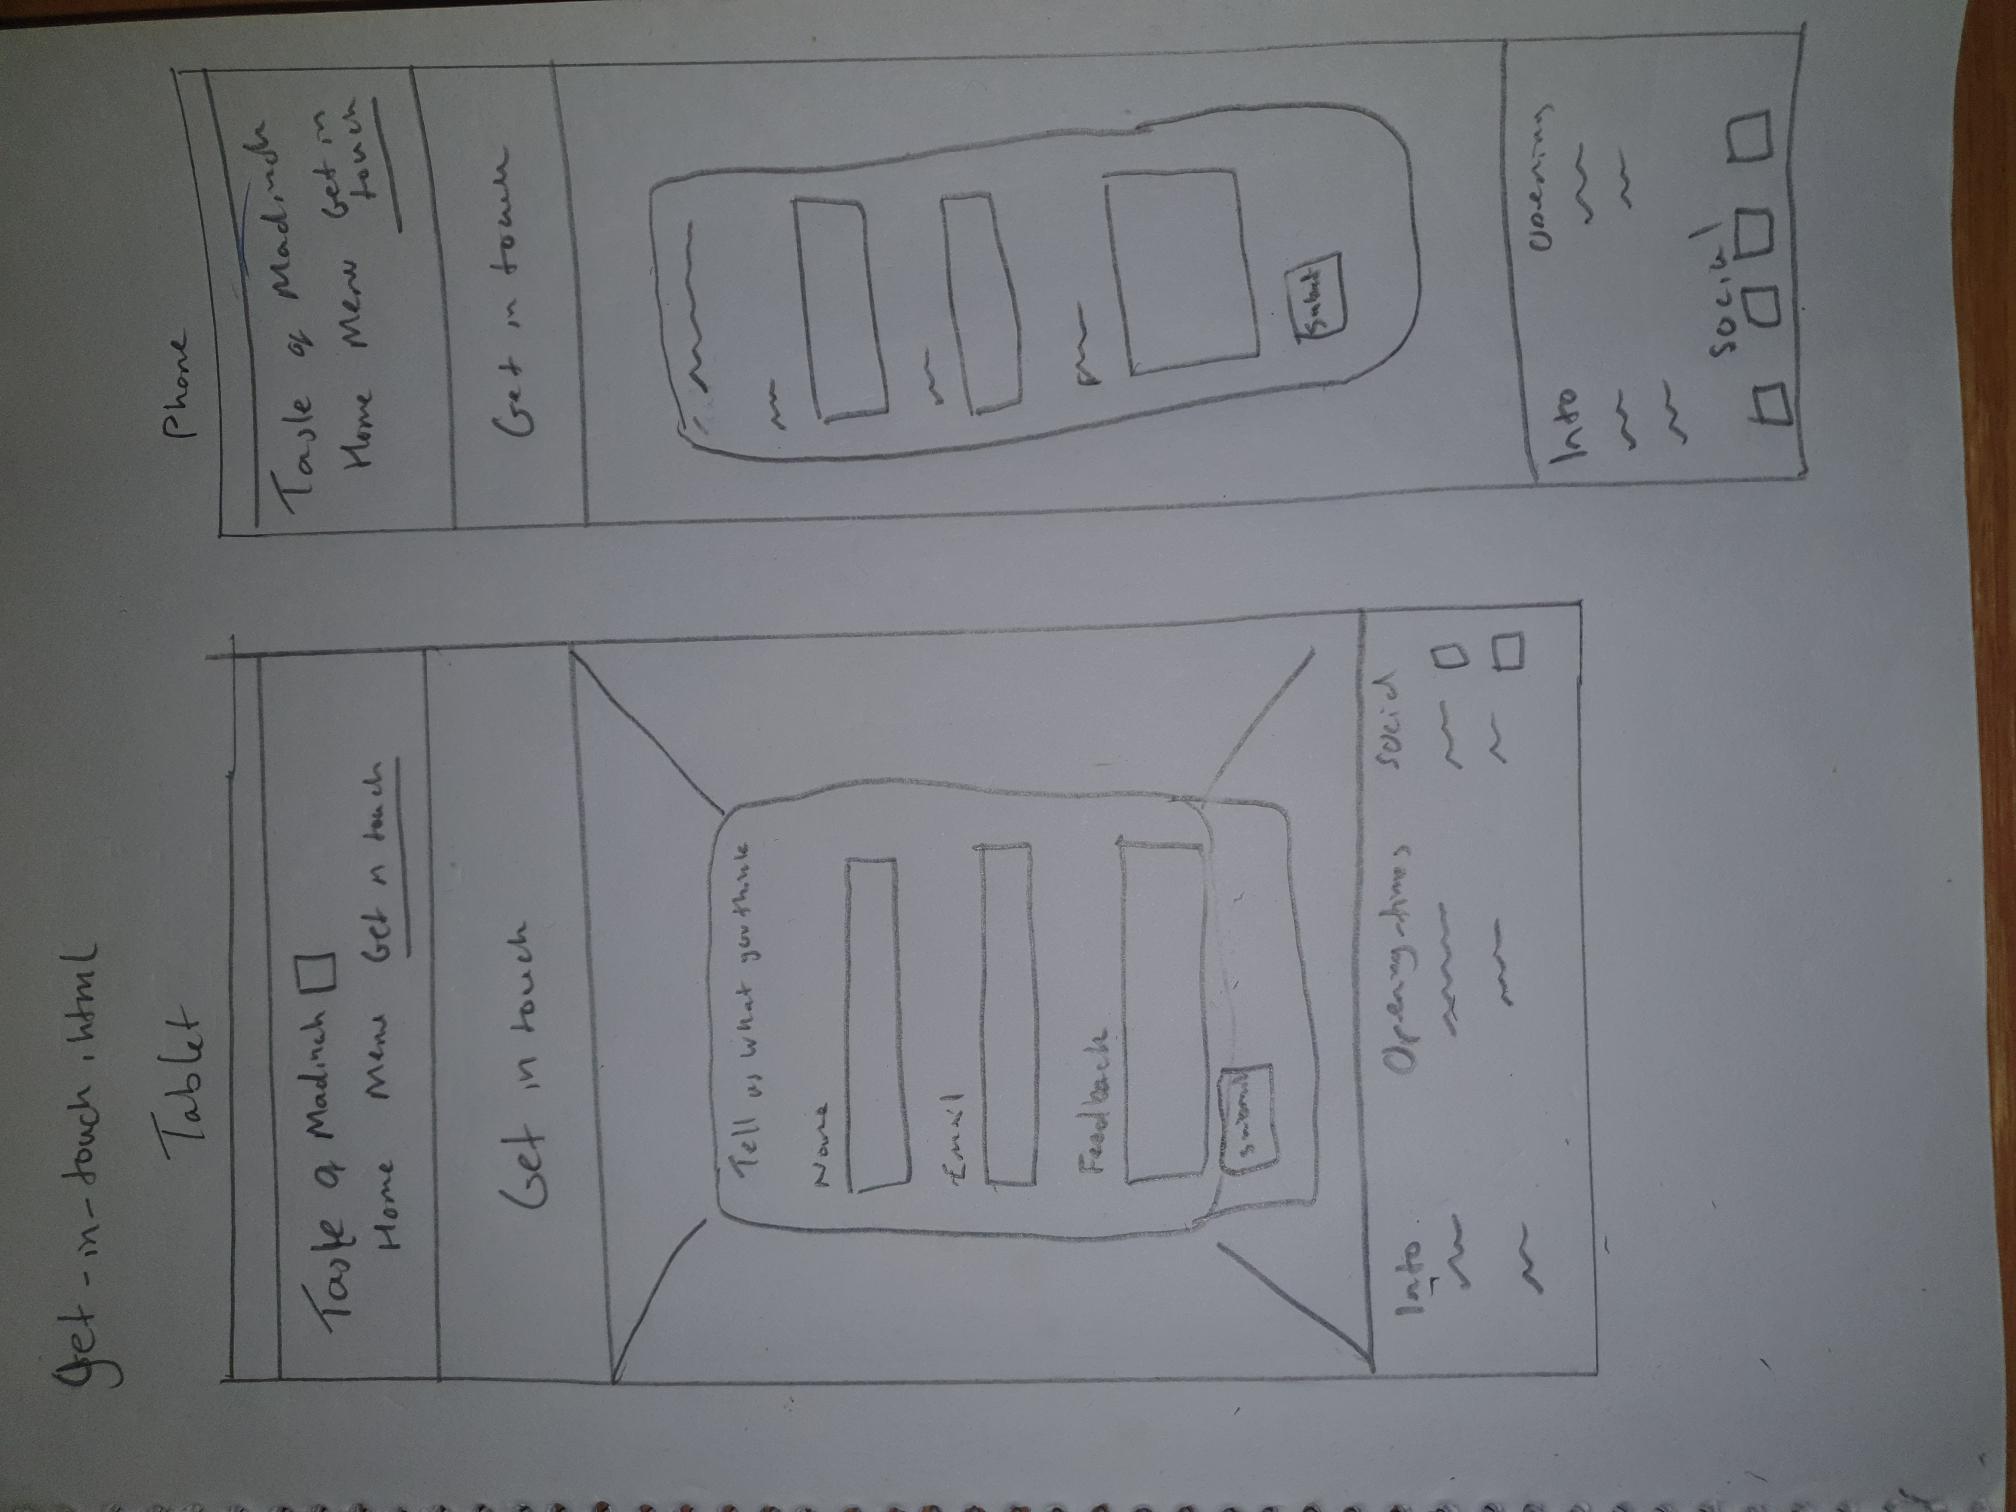 get-in-touch.html
Tablet
Taste of Madinah
Home Menu Get in touch
Get in touch
Tell us what you think
Name
Email
Feedback
Submit
Info Opening-times Social
Phone
Taste of Madinah
Home Menu Get in
touch
Get in touch
Submit
Info Opening
Social